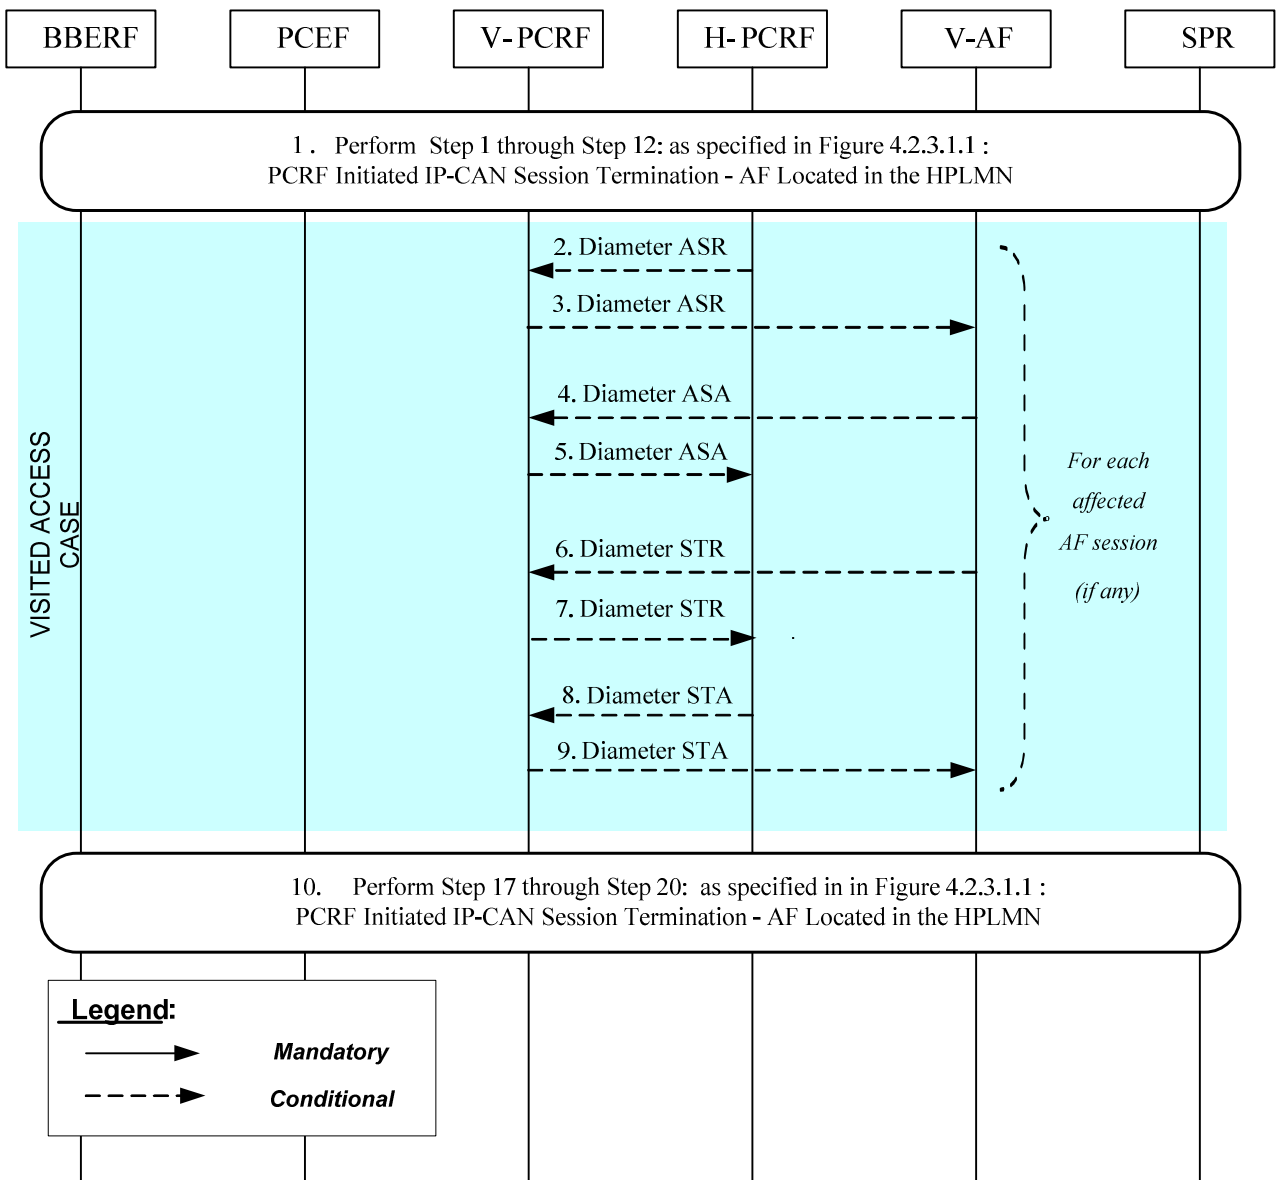 BBERF
PCEF
V-PCRF
H-PCRF
V-AF
SPR
1. Perform Step 1 through Step 12: as specified in Figure 4.2.3.1.1 :
PCRF Initiated IP-CAN Session Termination - AF Located in the HPLMN
2. Diameter ASR
3. Diameter ASR
4. Diameter ASA
5. Diameter ASA
6. Diameter STR
7. Diameter STR
8. Diameter STA
9. Diameter STA
VISITED ACCESS
CASE
For each
affected
AF session
(if any)
10. Perform Step 17 through Step 20: as specified in in Figure 4.2.3.1.1 :
PCRF Initiated IP-CAN Session Termination - AF Located in the HPLMN
Legend:
Mandatory
Conditional